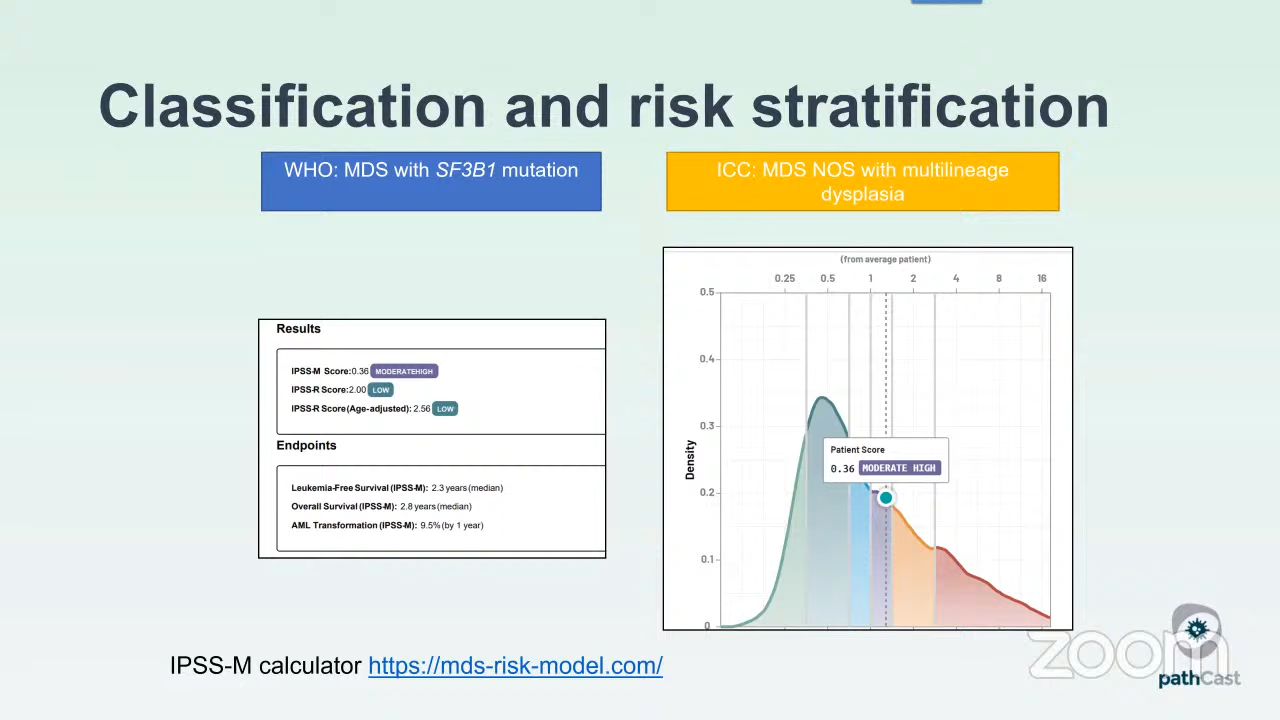 Classification and risk stratification
WHO: MDS with SF3B1 mutation
ICC: MDS NOS with multilineage
dysplasia
Results
IPSS-M Score:0.36 MODERATEHIGH
IPSS-R Score:2.00 LOW
IPSS-R Score(Age-adjusted): 2.56 LOW
Endpoints
Leukemia-Free Survival (IPSS-M): 2.3 years(median)
Overall Survival (IPSS-M): 2.8 years(median)
AML Transformation (IPSS-M): 9.5%(by 1 year)
(from average patient)
0.25 0.5 1 2 4 8 16
0.5
0.4
0.3
0.2
0.1
0
Density
Patient Score
0.36 MODERATE HIGH
IPSS-M calculator https://mds-risk-model.com/
zoom
pathCast